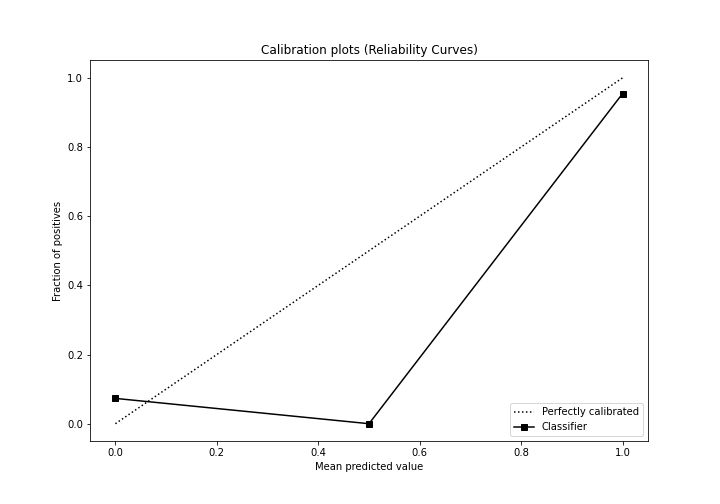 Calibration plots (Reliability Curves)
1.0
0.8
0.6
0.4
0.2
0.0
Fraction of positives
0.0 0.2 0.4 0.6 0.8 1.0
Mean predicted value
Perfectly calibrated
Classifier